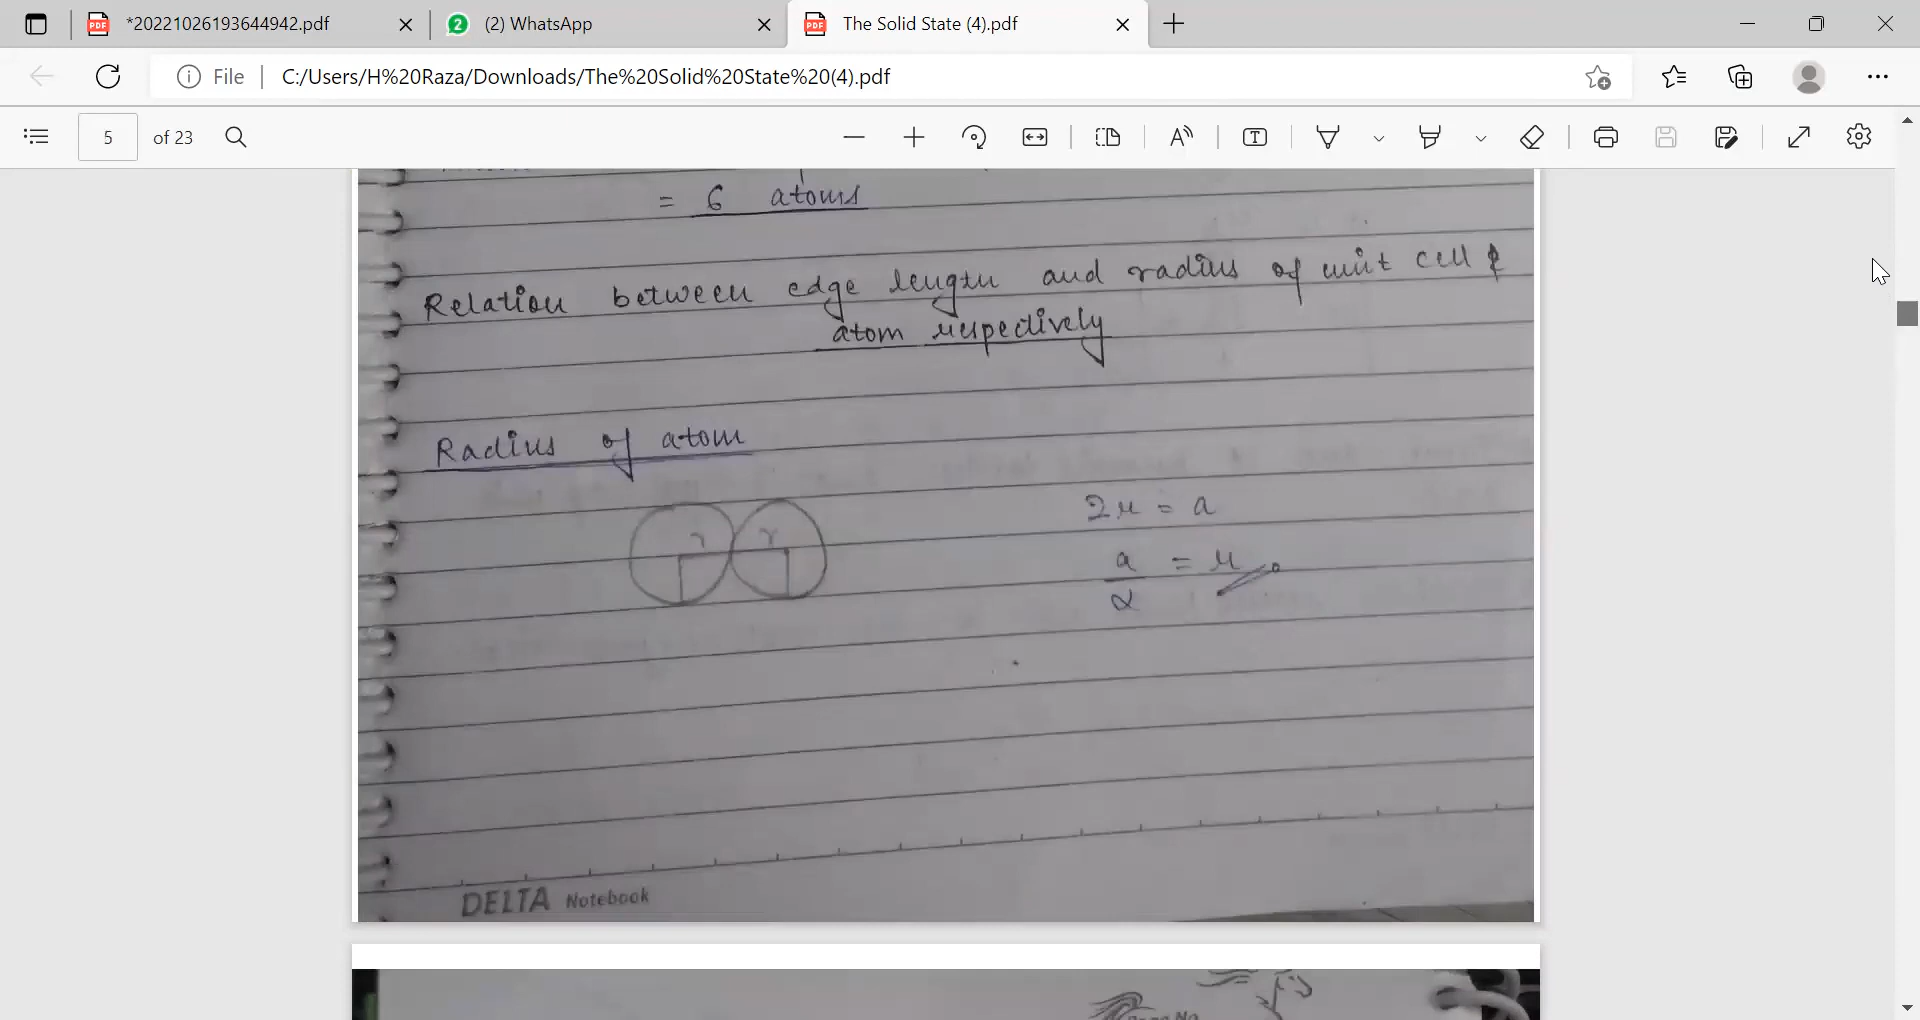 *20221026193644942.pdf
(2) WhatsApp
The Solid State (4).pdf
File
C:/Users/H%20Raza/Downloads/The%20Solid%20State%20(4).pdf
5 of 23
= 6 atoms
Relation between edge length and radius of unit cell &
atom respectively
Radius of atom
r r
2r = a
a = r
2
DELTA Notebook
Page No